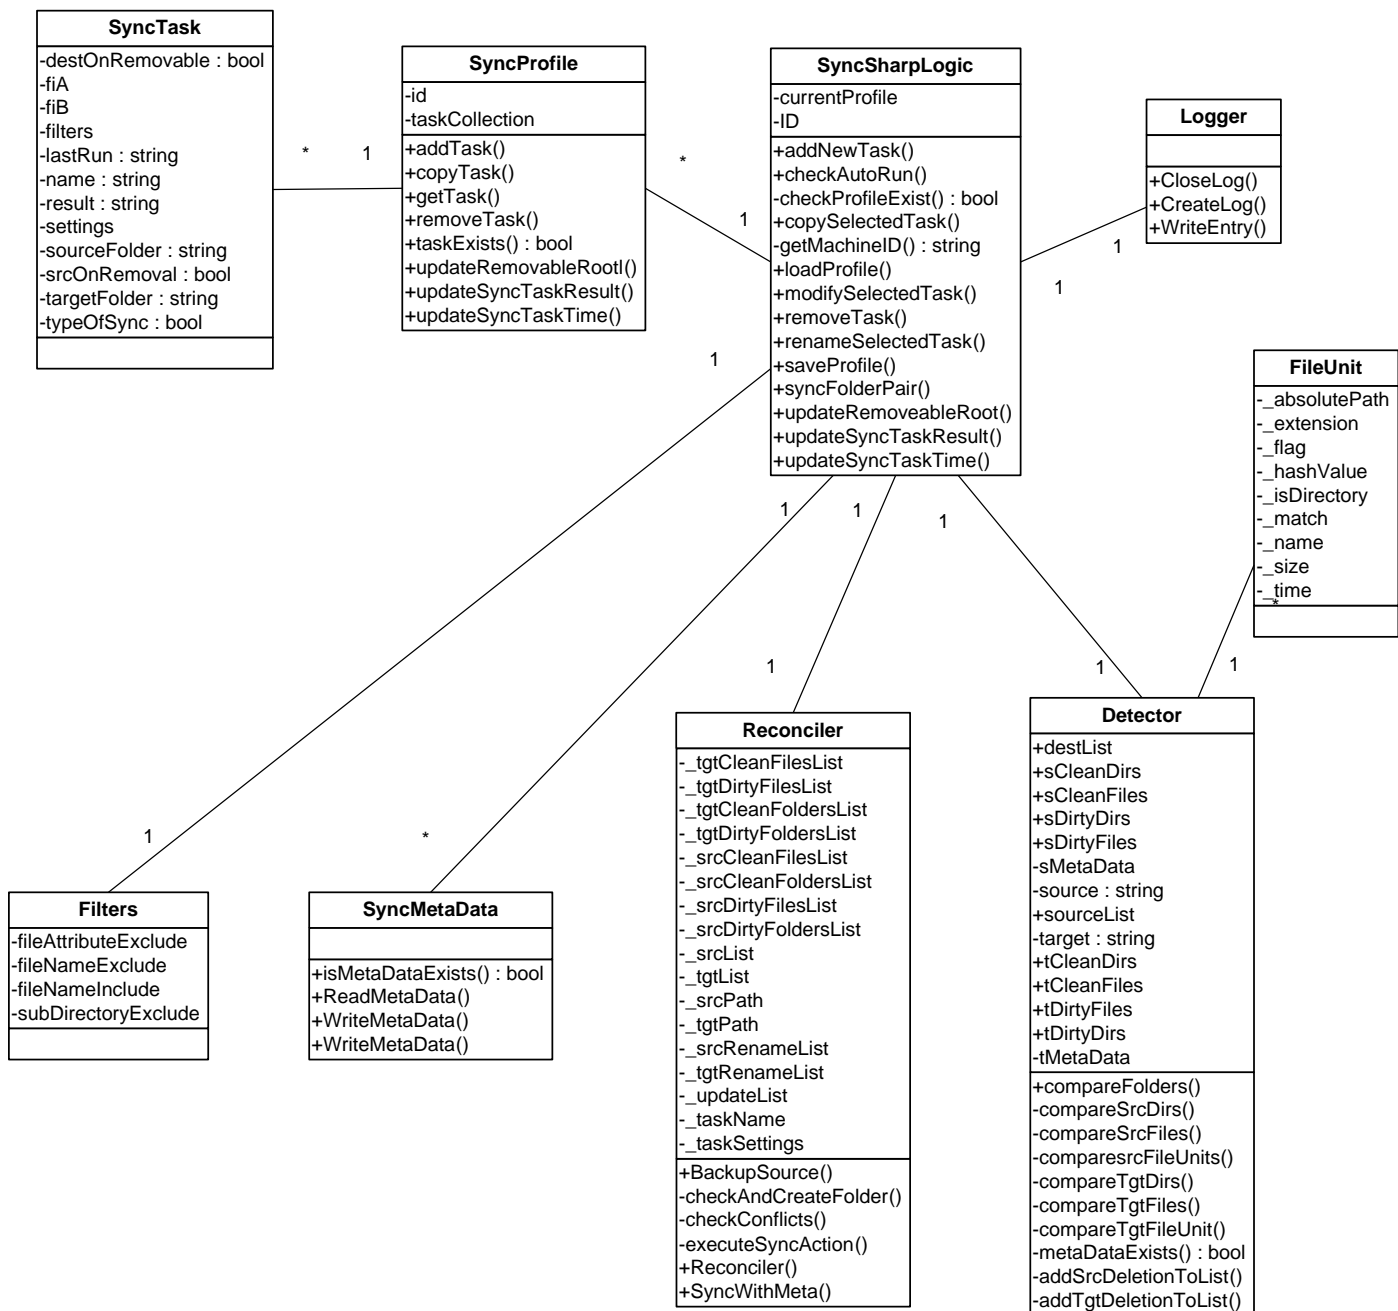 SyncTask
-destOnRemovable : bool
-fiA
-fiB
-filters
-lastRun : string
-name : string
-result : string
-settings
-sourceFolder : string
-srcOnRemoval : bool
-targetFolder : string
-typeOfSync : bool
*
1
SyncProfile
-id
-taskCollection
+addTask()
+copyTask()
+getTask()
+removeTask()
+taskExists() : bool
+updateRemovableRootl()
+updateSyncTaskResult()
+updateSyncTaskTime()
*
1
SyncSharpLogic
-currentProfile
-ID
+addNewTask()
+checkAutoRun()
-checkProfileExist() : bool
+copySelectedTask()
-getMachineID() : string
+loadProfile()
+modifySelectedTask()
+removeTask()
+renameSelectedTask()
+saveProfile()
+syncFolderPair()
+updateRemoveableRoot()
+updateSyncTaskResult()
+updateSyncTaskTime()
Logger
+CloseLog()
+CreateLog()
+WriteEntry()
1
1
FileUnit
-_absolutePath
-_extension
-_flag
-_hashValue
-_isDirectory
-_match
-_name
-_size
-_time
*
1
1
1
1
1
1
1
1
*
1
Filters
-fileAttributeExclude
-fileNameExclude
-fileNameInclude
-subDirectoryExclude
SyncMetaData
+isMetaDataExists() : bool
+ReadMetaData()
+WriteMetaData()
+WriteMetaData()
Reconciler
-_tgtCleanFilesList
-_tgtDirtyFilesList
-_tgtCleanFoldersList
-_tgtDirtyFoldersList
-_srcCleanFilesList
-_srcCleanFoldersList
-_srcDirtyFilesList
-_srcDirtyFoldersList
-_srcList
-_tgtList
-_srcPath
-_tgtPath
-_srcRenameList
-_tgtRenameList
-_updateList
-_taskName
-_taskSettings
+BackupSource()
-checkAndCreateFolder()
-checkConflicts()
-executeSyncAction()
+Reconciler()
+SyncWithMeta()
Detector
+destList
+sCleanDirs
+sCleanFiles
+sDirtyDirs
+sDirtyFiles
-sMetaData
-source : string
+sourceList
-target : string
+tCleanDirs
+tCleanFiles
+tDirtyFiles
+tDirtyDirs
-tMetaData
+compareFolders()
-compareSrcDirs()
-compareSrcFiles()
-comparesrcFileUnits()
-compareTgtDirs()
-compareTgtFiles()
-compareTgtFileUnit()
-metaDataExists() : bool
-addSrcDeletionToList()
-addTgtDeletionToList()